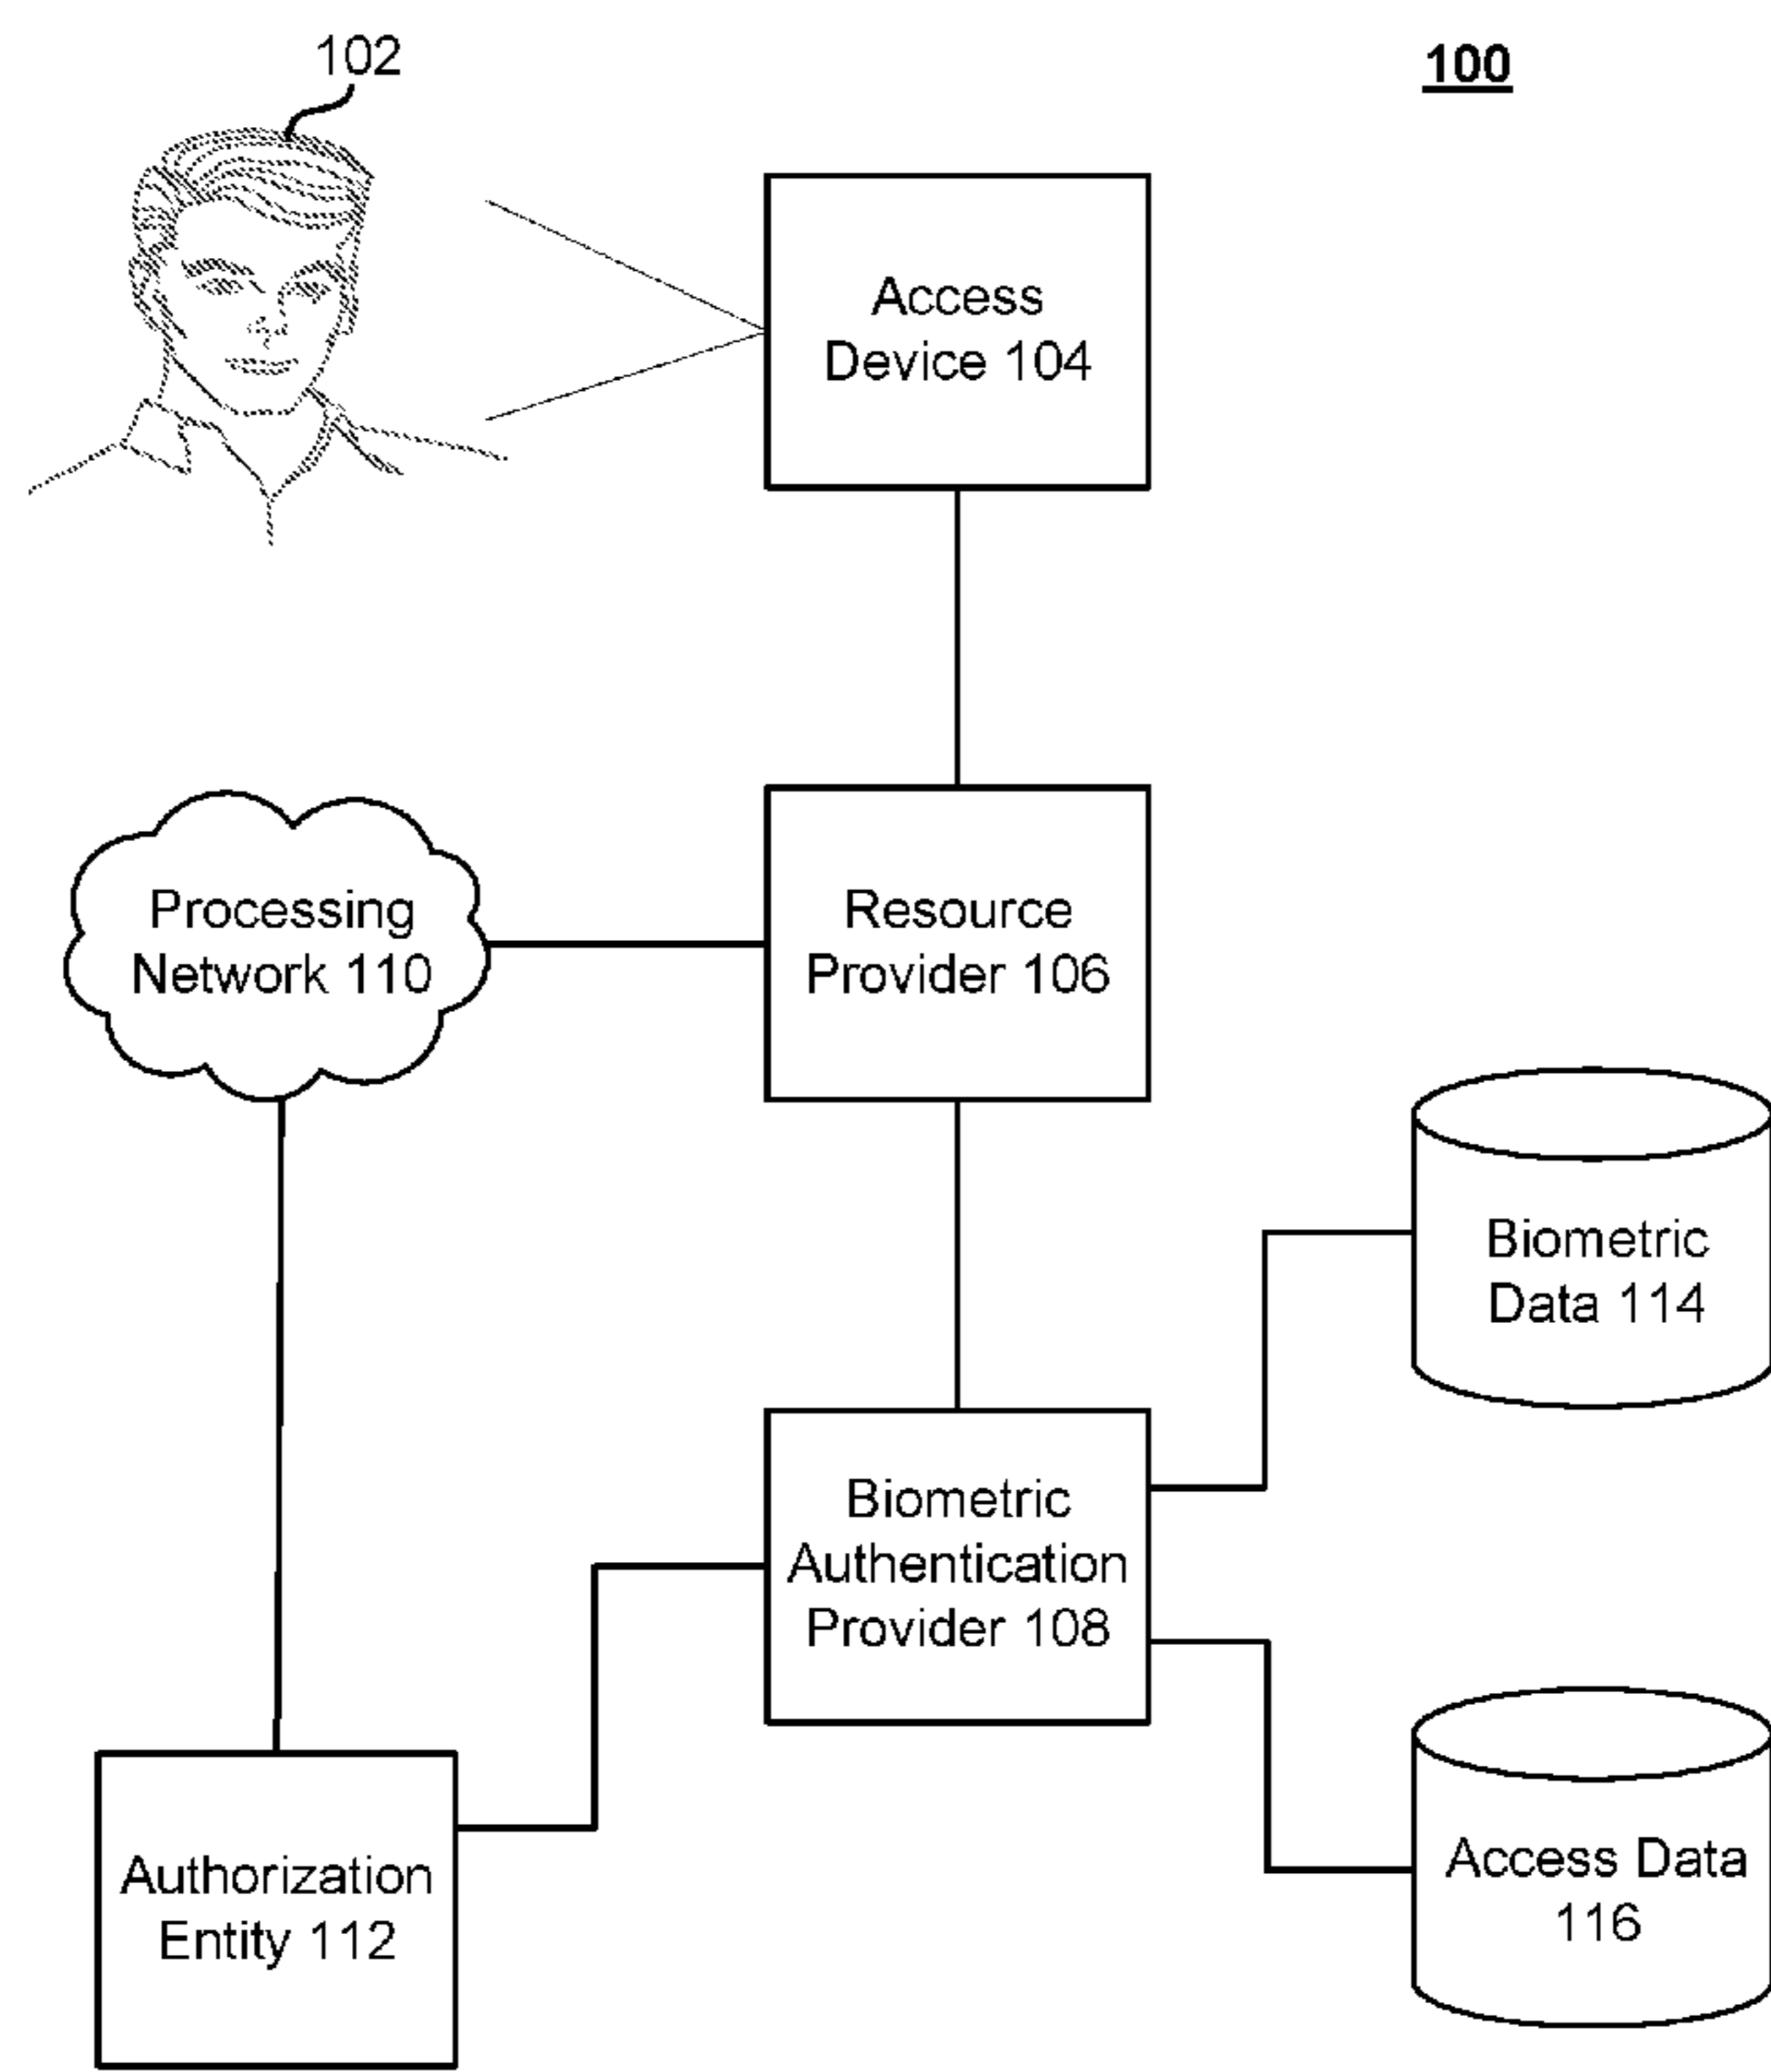 102
100
Access
Device 104
Processing
Network 110
Resource
Provider 106
Biometric
Data 114
Biometric
Authentication
Provider 108
Authorization
Entity 112
Access Data
116